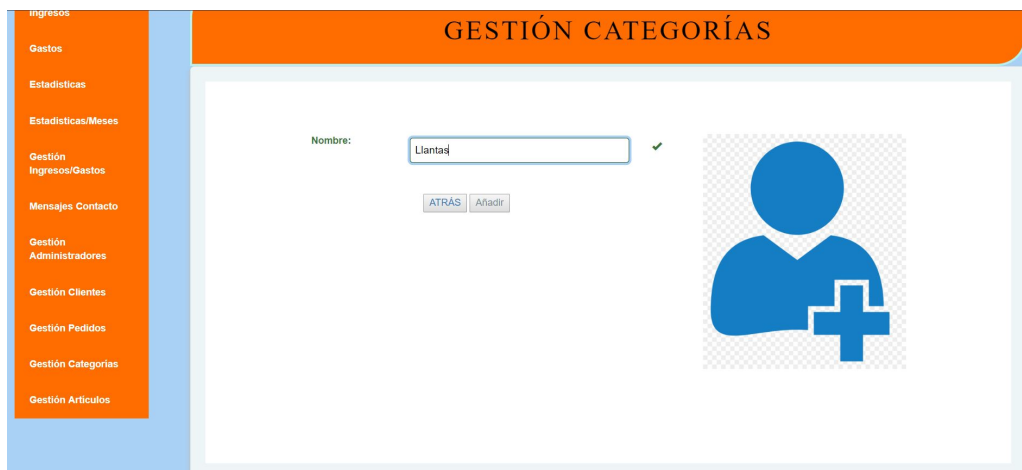 Ingresos
Gastos
Estadisticas
Estadisticas/Meses
Gestión
Ingresos/Gastos
Mensajes Contacto
Gestión
Administradores
Gestión Clientes
Gestión Pedidos
Gestión Categorias
Gestión Articulos
GESTIÓN CATEGORÍAS
Nombre:
Llantas
ATRÁS Añadir